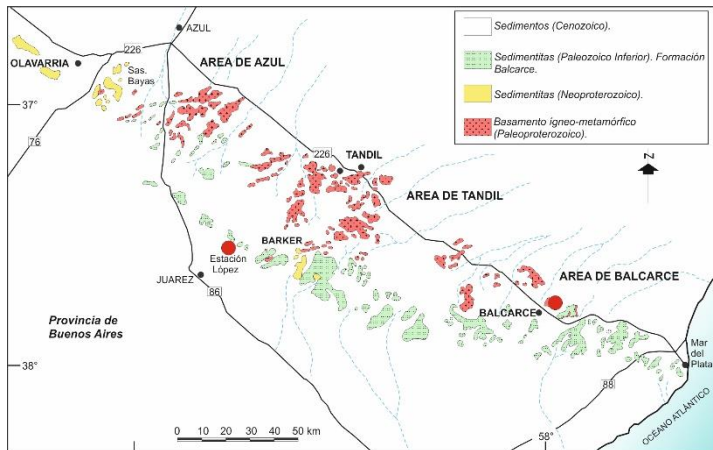 AZUL
226
OLAVARRIA
Sas.
Bayas
AREA DE AZUL
37°
76
226
TANDIL
AREA DE TANDIL
BARKER
Estación
López
JUAREZ
86
AREA DE BALCARCE
BALCARCE
Provincia de
Buenos Aires
Mar
del
Plata
38°
88
58°
OCÉANO ATLÁNTICO
0 10 20 30 40 50 km
Sedimentos (Cenozoico).
Sedimentitas (Paleozoico Inferior). Formación
Balcarce.
Sedimentitas (Neoproterozoico).
Basamento ígneo-metamórfico
(Paleoproterozoico).
N